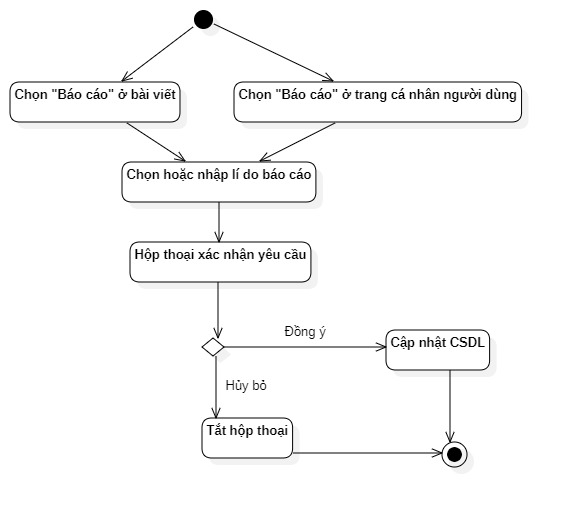 Chọn "Báo cáo" ở bài viết
Chọn "Báo cáo" ở trang cá nhân người dùng
Chọn hoặc nhập lí do báo cáo
Hộp thoại xác nhận yêu cầu
Đồng ý
Cập nhật CSDL
Hủy bỏ
Tắt hộp thoại